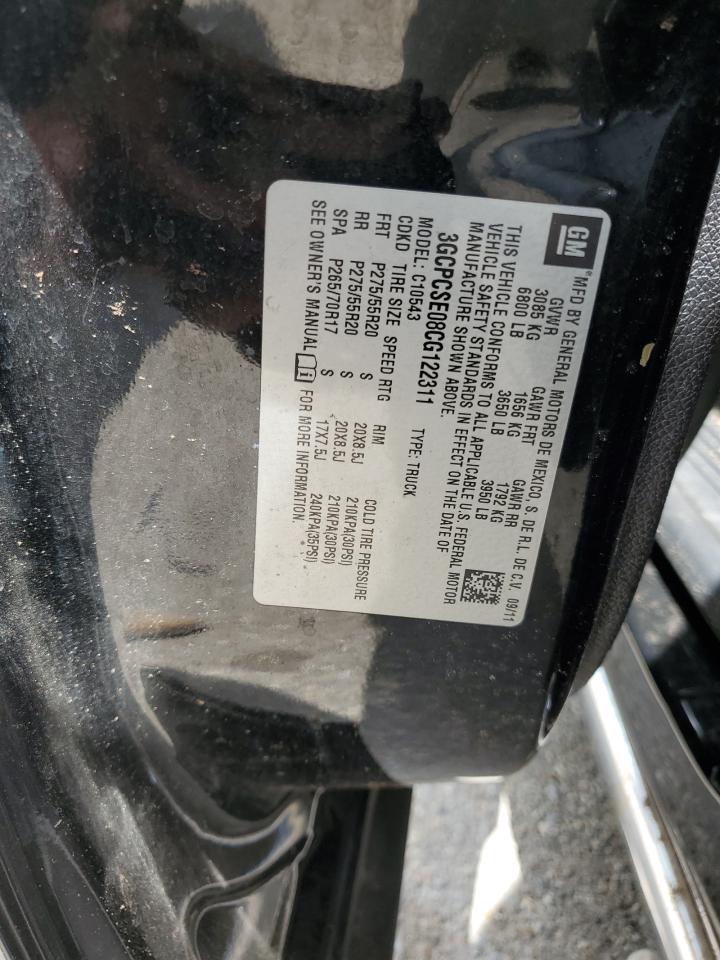 GM ® MFD BY GENERAL MOTORS DE MEXICO, S. DE R.L. DE C.V. 09/11
GVWR GAWR FRT GAWR RR
3085 KG 1656 KG 1792 KG
6800 LB 3650 LB 3950 LB
THIS VEHICLE CONFORMS TO ALL APPLICABLE U.S. FEDERAL MOTOR
VEHICLE SAFETY STANDARDS IN EFFECT ON THE DATE OF
MANUFACTURE SHOWN ABOVE.
3GCPCSE08CG122311 TYPE: TRUCK
MODEL: C10543
CDKD TIRE SIZE SPEED RTG RIM COLD TIRE PRESSURE
FRT P275/55R20 S 20X8.5J 210KPA(30PSI)
RR P275/55R20 S 20X8.5J 210KPA(30PSI)
SPA P265/70R17 S 17X7.5J 240KPA(35PSI)
SEE OWNER'S MANUAL i FOR MORE INFORMATION.